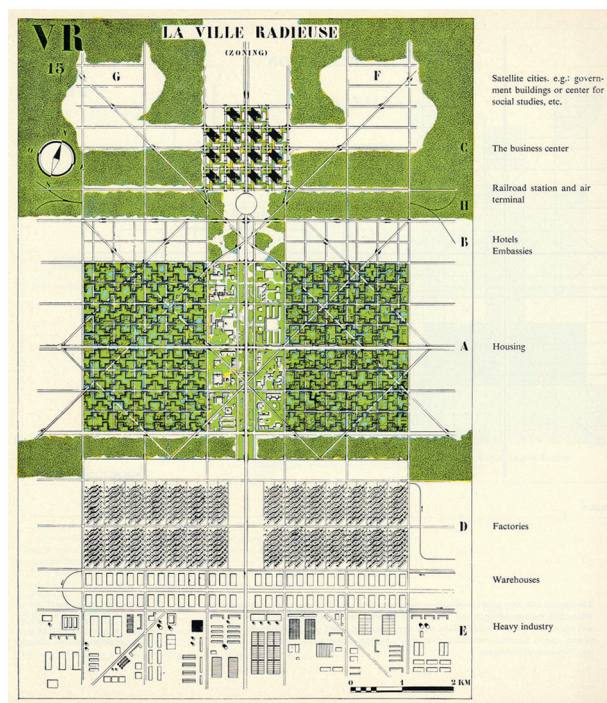 VR
15
LA VILLE RADIEUSE
(ZONING)
G
F
Satellite cities. e.g.: govern-
ment buildings or center for
social studies, etc.
C
The business center
Railroad station and air
terminal
H
B
Hotels
Embassies
A
Housing
D
Factories
Warehouses
E
Heavy industry
0 1 2 KM